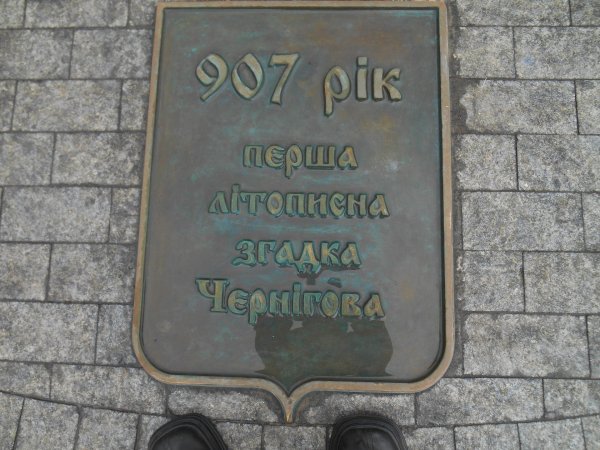 907 рік
перша
літописна
згадка
Чернігова